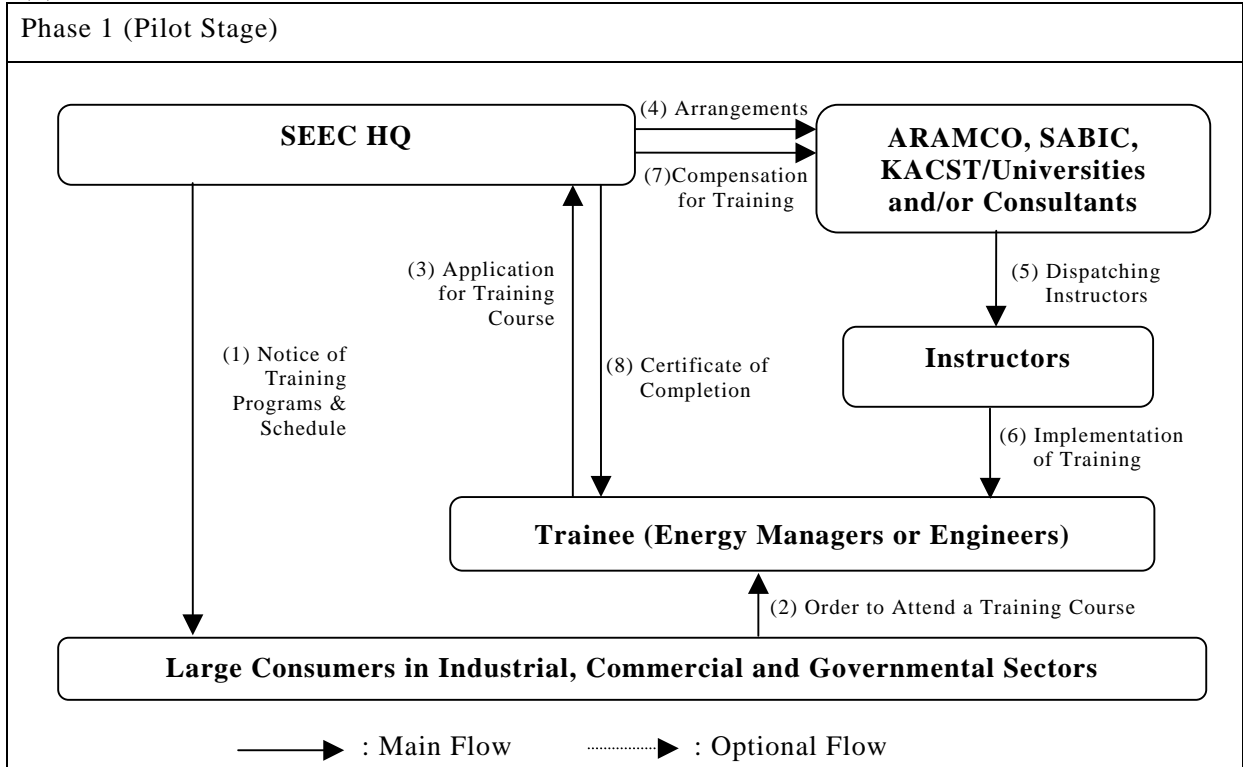 Phase 1 (Pilot Stage)
SEEC HQ
(4) Arrangements
(7)Compensation
for Training
ARAMCO, SABIC,
KACST/Universities
and/or Consultants
(3) Application
for Training
Course
(5) Dispatching
Instructors
(1) Notice of
Training
Programs &
Schedule
(8) Certificate of
Completion
Instructors
(6) Implementation
of Training
Trainee (Energy Managers or Engineers)
(2) Order to Attend a Training Course
Large Consumers in Industrial, Commercial and Governmental Sectors
: Main Flow
: Optional Flow